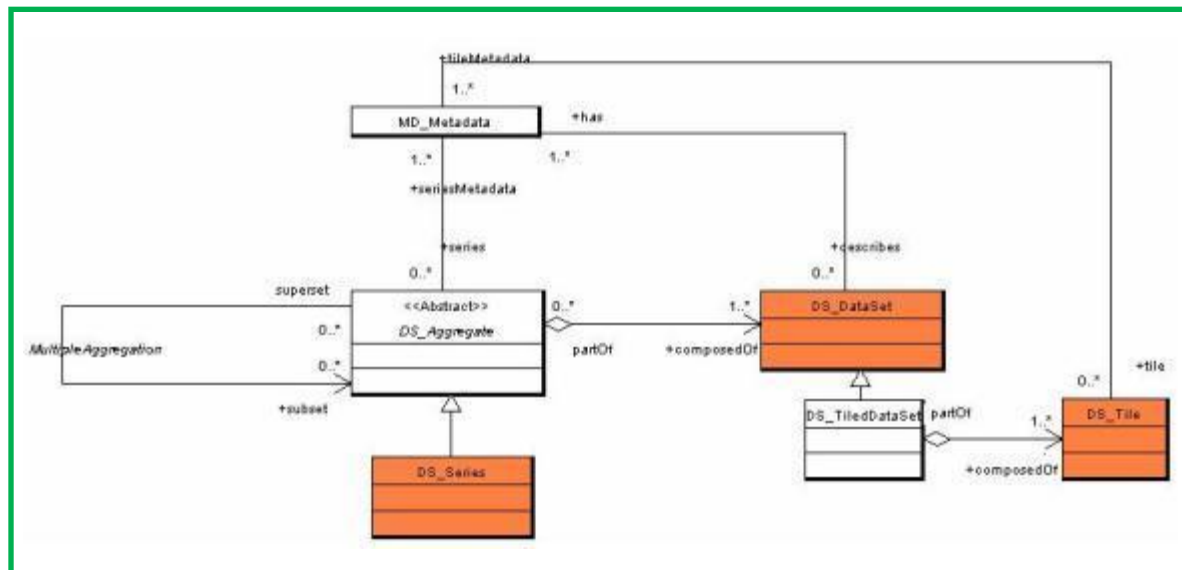 +tileMetadata
1..*
MD_Metadata
+has
1..*
1..*
+seriesMetadata
+series
+describes
0..*
0..*
superset
<<Abstract>>
DS_Aggregate
0..*
1..*
DS_DataSet
0..*
MultipleAggregation
partOf
+composedOf
0..*
+tile
0..*
+subset
DS_TiledDataSet
partOf
1..*
DS_Tile
+composedOf
DS_Series